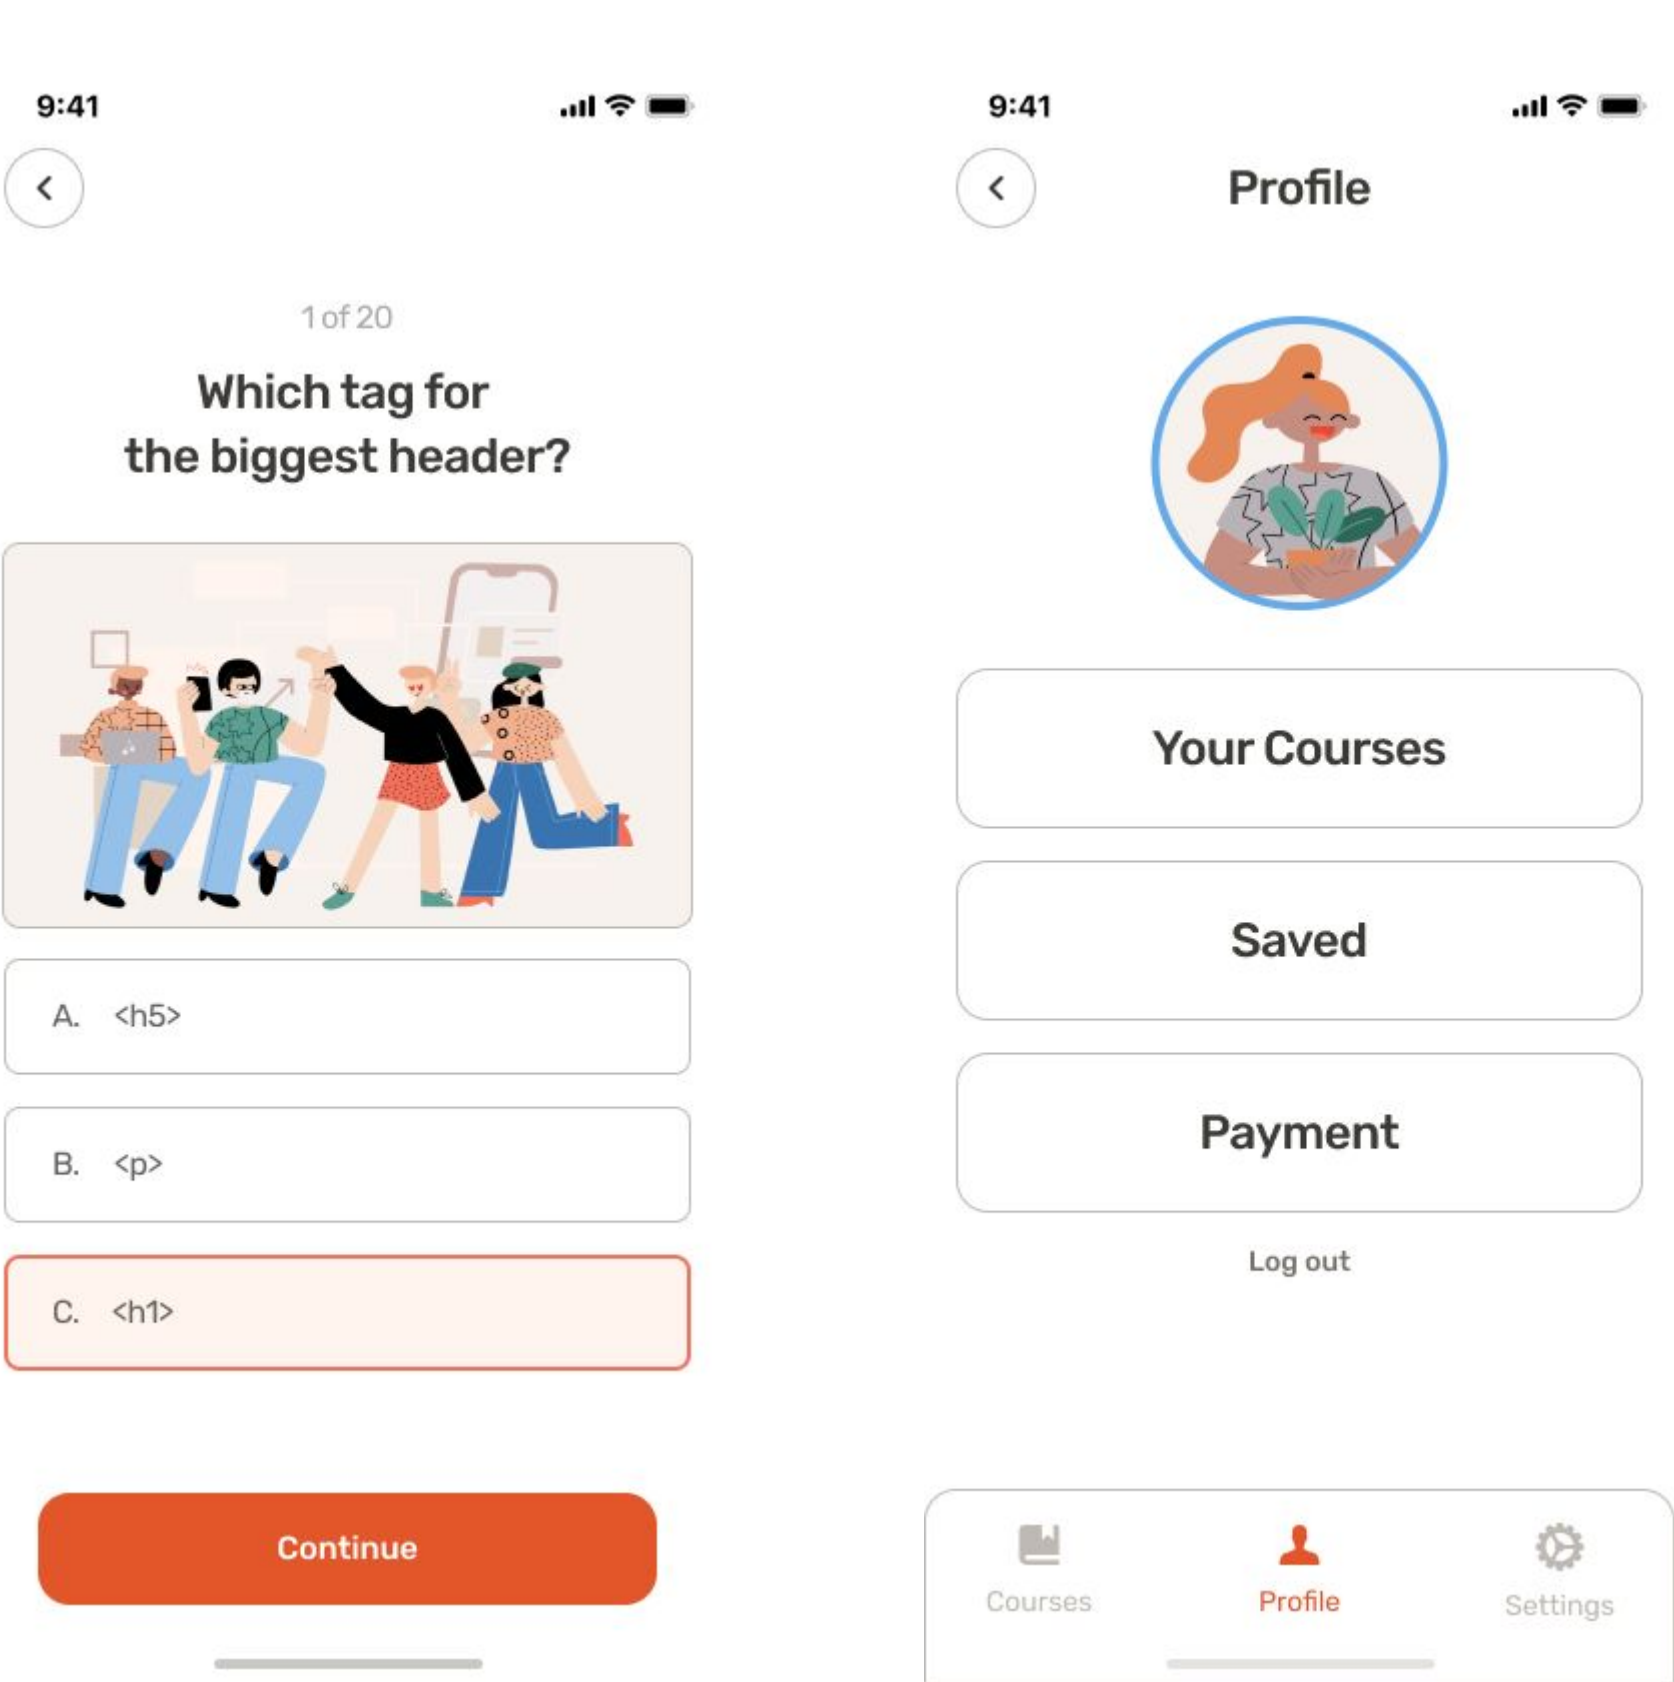 9:41
1 of 20
Which tag for
the biggest header?
A. <h5>
B. <p>
C. <h1>
Continue
9:41
Profile
Your Courses
Saved
Payment
Log out
Courses
Profile
Settings